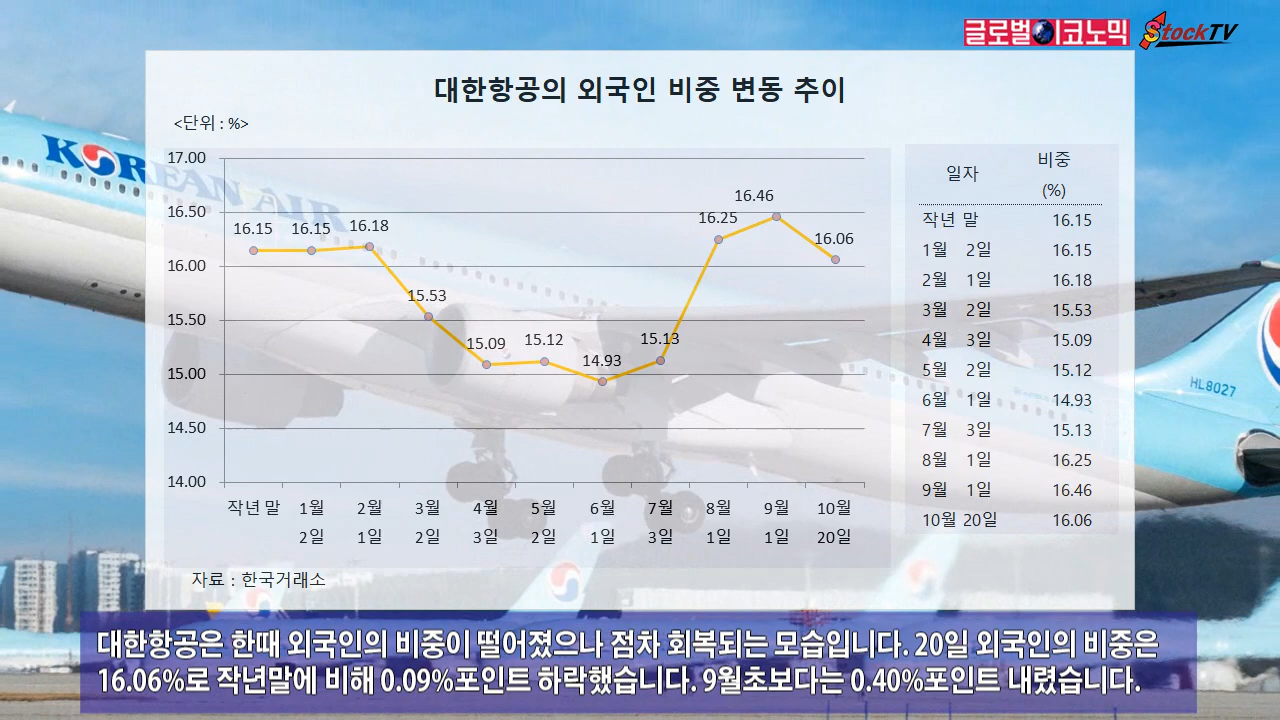 글로벌이코노믹 StockTV
대한항공의 외국인 비중 변동 추이
<단위 : %>
17.00
16.50
16.00
15.50
15.00
14.50
14.00
16.15 16.15 16.18 15.53 15.09 15.12 14.93 15.13 16.25 16.46 16.06
작년 말 1월 2월 3월 4월 5월 6월 7월 8월 9월 10월
2일 1일 2일 3일 2일 1일 3일 1일 1일 20일
자료 : 한국거래소
일자 비중
(%)
작년 말 16.15
1월 2일 16.15
2월 1일 16.18
3월 2일 15.53
4월 3일 15.09
5월 2일 15.12
6월 1일 14.93
7월 3일 15.13
8월 1일 16.25
9월 1일 16.46
10월 20일 16.06
KOREAN AIR
HL8027
대한항공은 한때 외국인의 비중이 떨어졌으나 점차 회복되는 모습입니다. 20일 외국인의 비중은
16.06%로 작년말에 비해 0.09%포인트 하락했습니다. 9월초보다는 0.40%포인트 내렸습니다.